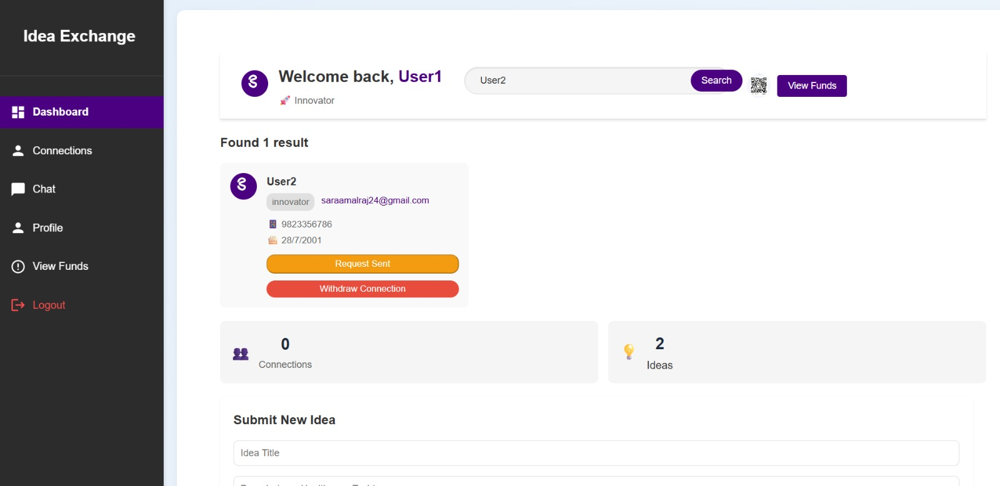 Idea Exchange
Dashboard
Connections
Chat
Profile
View Funds
Logout
Welcome back, User1
Innovator
User2
Search
View Funds
Found 1 result
User2
innovator saraamalraj24@gmail.com
9823356786
28/7/2001
Request Sent
Withdraw Connection
0
Connections
2
Ideas
Submit New Idea
Idea Title